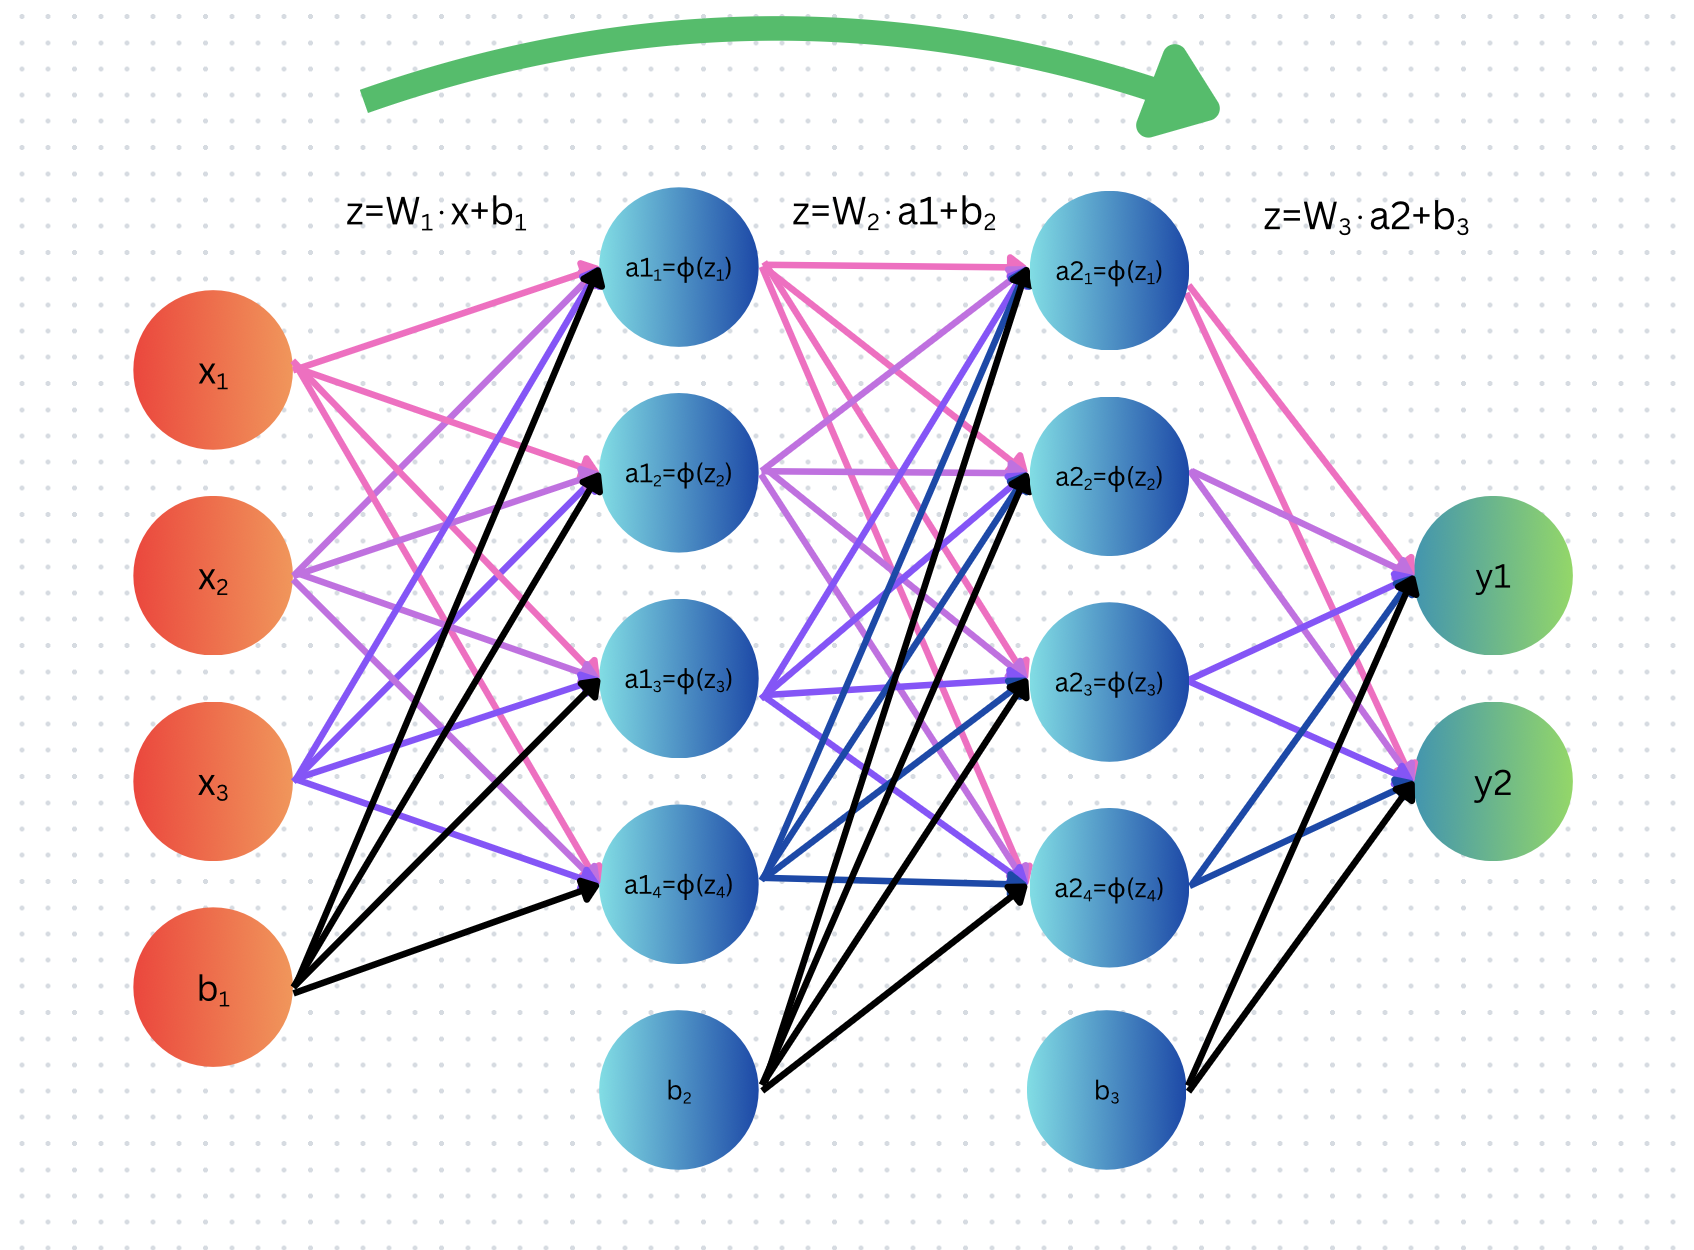 z=W₁·x+b₁
z=W₂·a1+b₂
z=W₃·a2+b₃
x₁
x₂
x₃
b₁
a1₁=ϕ(z₁)
a1₂=ϕ(z₂)
a1₃=ϕ(z₃)
a1₄=ϕ(z₄)
b₂
a2₁=ϕ(z₁)
a2₂=ϕ(z₂)
a2₃=ϕ(z₃)
a2₄=ϕ(z₄)
b₃
y1
y2